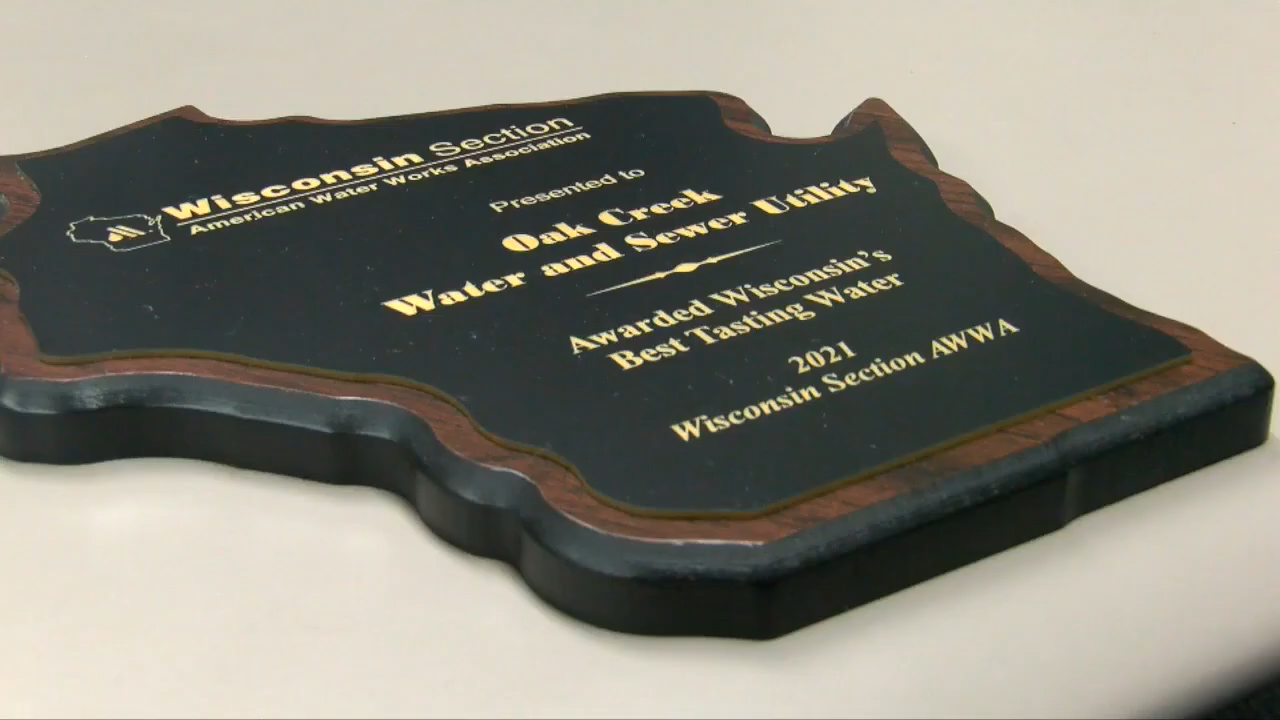 Wisconsin Section
American Water Works Association
Presented to
Oak Creek
Water and Sewer Utility
Awarded Wisconsin's
Best Tasting Water
2021
Wisconsin Section AWWA